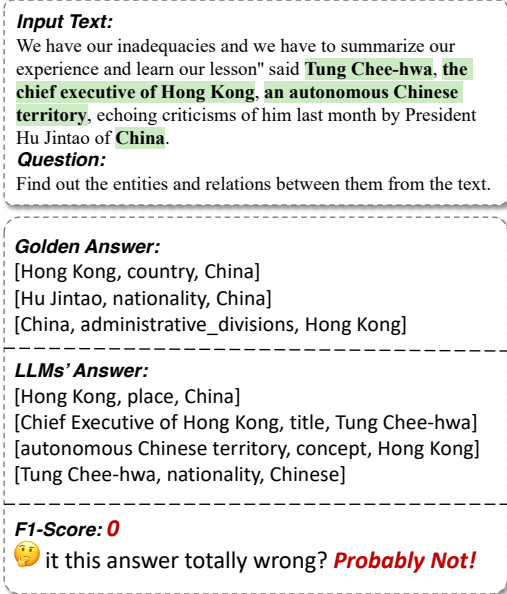 Input Text:
We have our inadequacies and we have to summarize our
experience and learn our lesson" said Tung Chee-hwa, the
chief executive of Hong Kong, an autonomous Chinese
territory, echoing criticisms of him last month by President
Hu Jintao of China.
Question:
Find out the entities and relations between them from the text.
Golden Answer:
[Hong Kong, country, China]
[Hu Jintao, nationality, China]
[China, administrative_divisions, Hong Kong]
LLMs' Answer:
[Hong Kong, place, China]
[Chief Executive of Hong Kong, title, Tung Chee-hwa]
[autonomous Chinese territory, concept, Hong Kong]
[Tung Chee-hwa, nationality, Chinese]
F1-Score: 0
it this answer totally wrong? Probably Not!